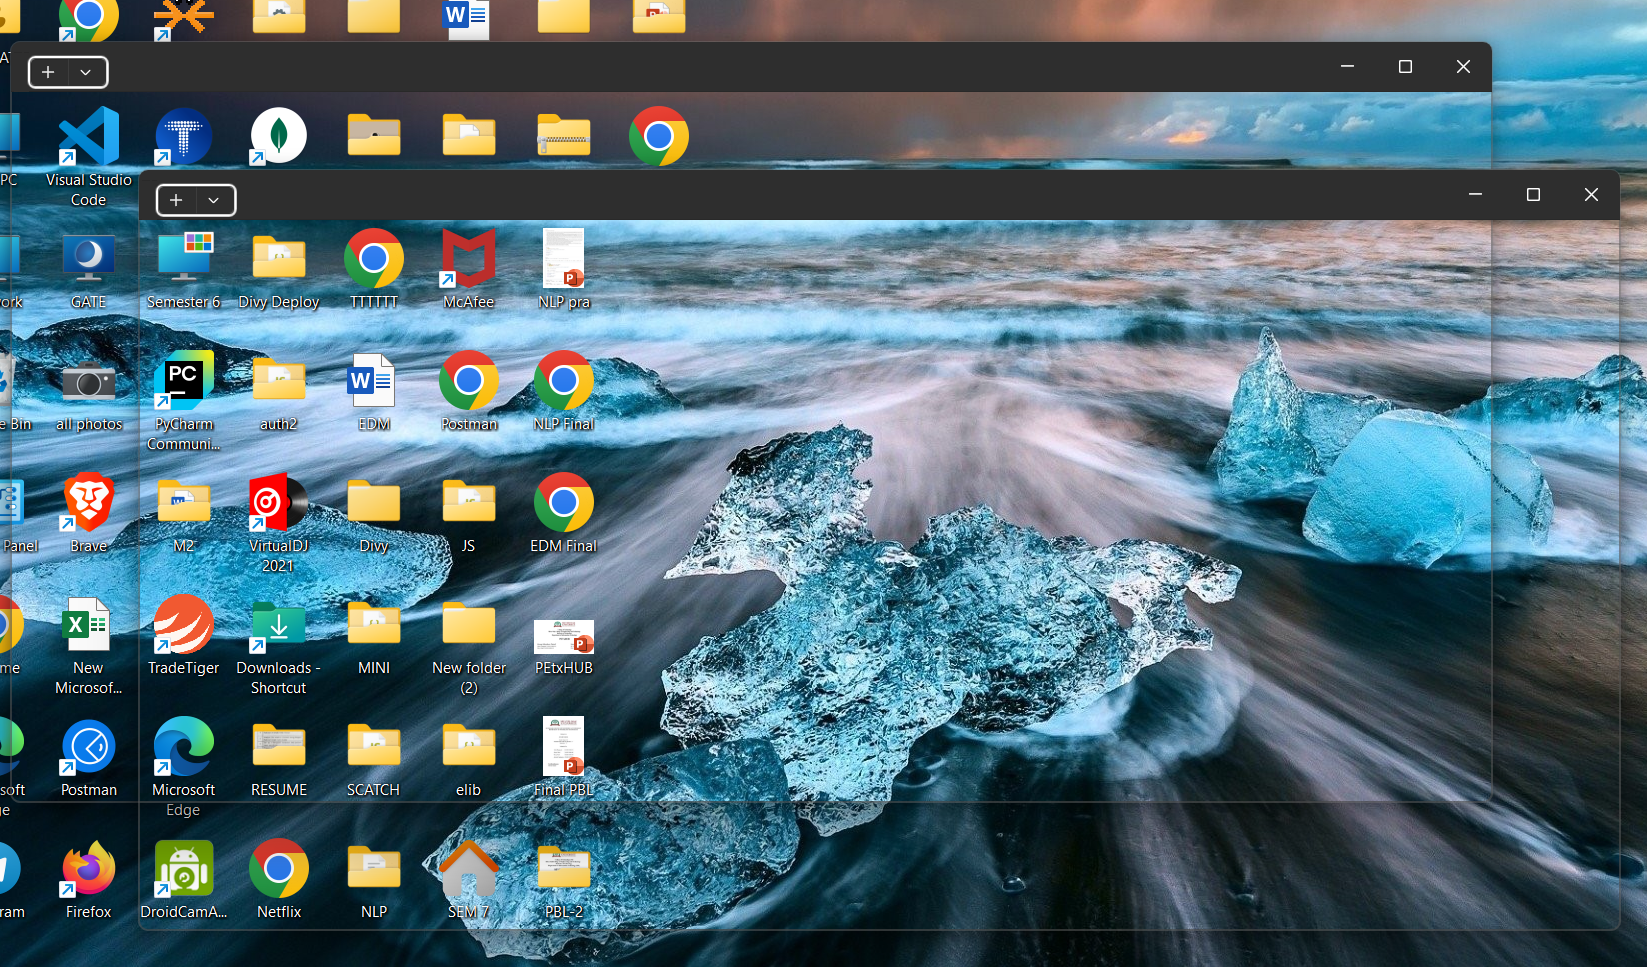 PC
Visual Studio
Code
ork
GATE
Semester 6
Divy Deploy
TTTTTT
McAfee
NLP pra
e Bin
all photos
PyCharm
Communi...
auth2
EDM
Postman
NLP Final
Panel
Brave
M2
VirtualDJ
2021
Divy
JS
EDM Final
me
New
Microsof...
TradeTiger
Downloads -
Shortcut
MINI
New folder
(2)
PEtxHUB
soft
ge
Postman
Microsoft
Edge
RESUME
SCATCH
elib
Final PBL
ram
Firefox
DroidCamA...
Netflix
NLP
SEM 7
PBL-2